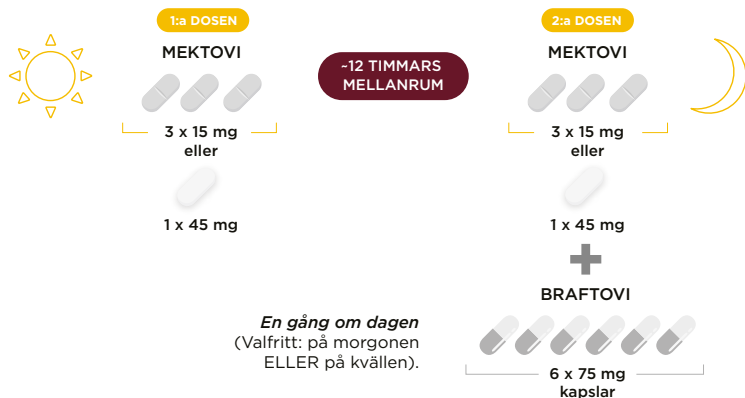 1:a DOSEN
MEKTOVI
3 x 15 mg
eller
1 x 45 mg
~12 TIMMARS
MELLANRUM
2:a DOSEN
MEKTOVI
3 x 15 mg
eller
1 x 45 mg
BRAFTOVI
En gång om dagen
(Valfritt: på morgonen
ELLER på kvällen).
6 x 75 mg
kapslar